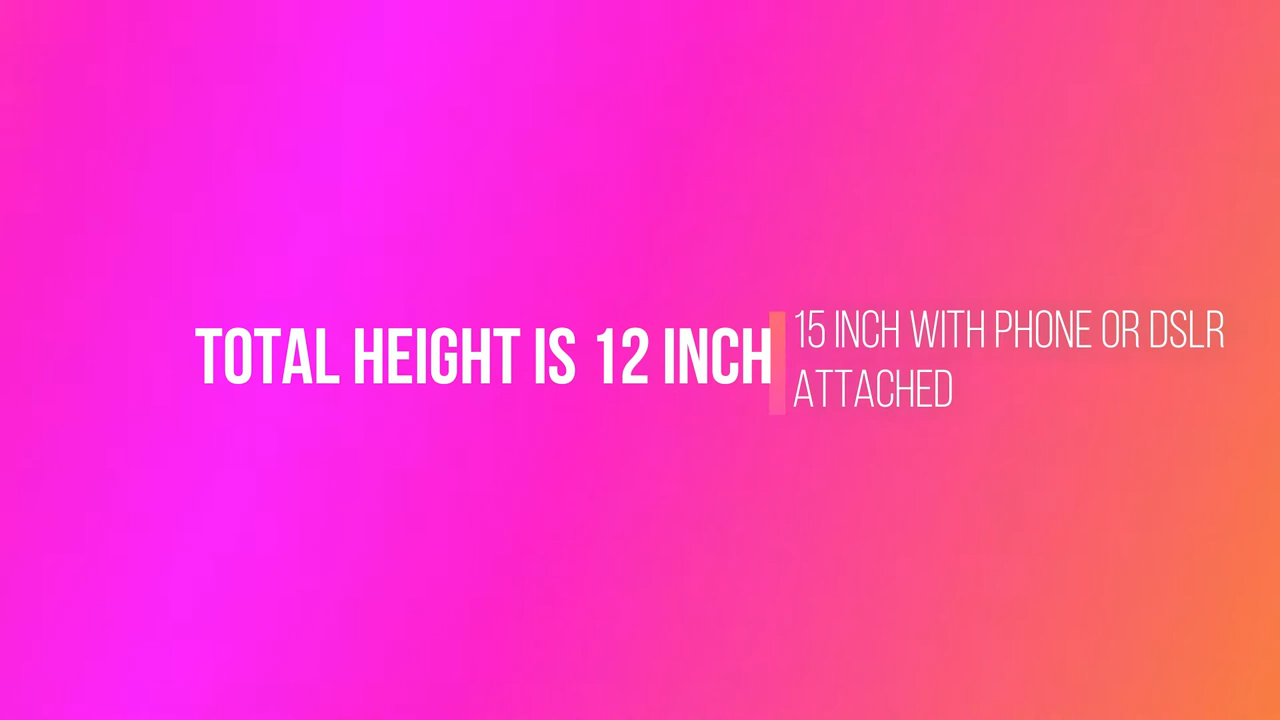 TOTAL HEIGHT IS 12 INCH
15 INCH WITH PHONE OR DSLR
ATTACHED